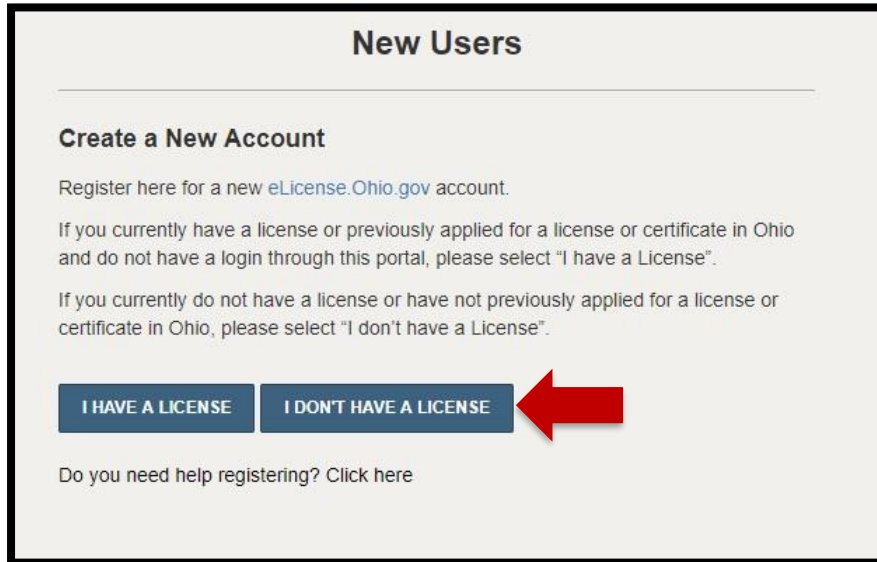 New Users
Create a New Account
Register here for a new eLicense.Ohio.gov account.
If you currently have a license or previously applied for a license or certificate in Ohio
and do not have a login through this portal, please select “I have a License”.
If you currently do not have a license or have not previously applied for a license or
certificate in Ohio, please select “I don’t have a License”.
I HAVE A LICENSE I DON'T HAVE A LICENSE
Do you need help registering? Click here